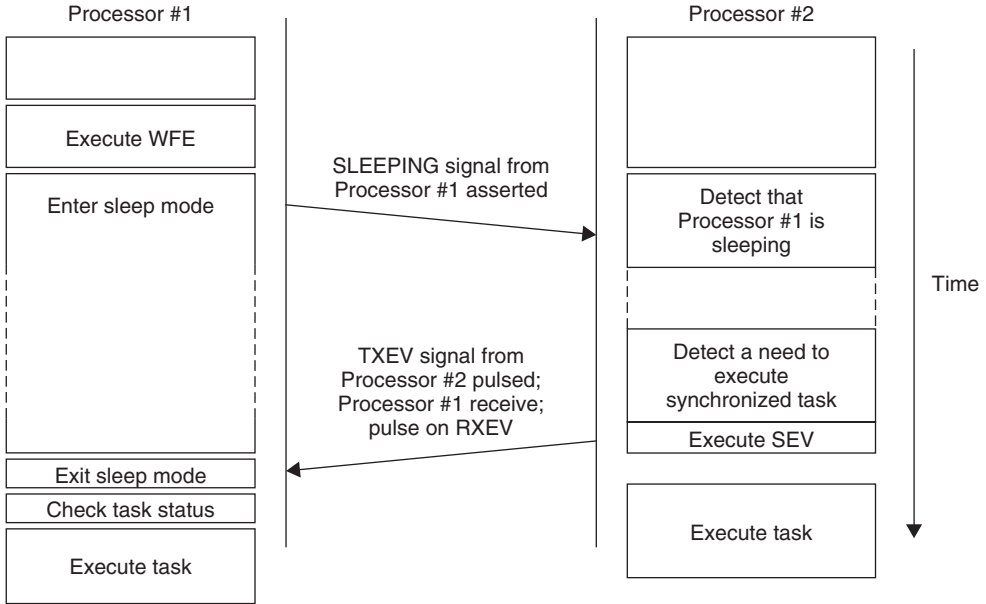 Processor #1
Processor #2
Execute WFE
SLEEPING signal from
Processor #1 asserted
Enter sleep mode
Detect that
Processor #1 is
sleeping
Time
TXEV signal from
Processor #2 pulsed;
Processor #1 receive;
pulse on RXEV
Detect a need to
execute
synchronized task
Execute SEV
Exit sleep mode
Check task status
Execute task
Execute task